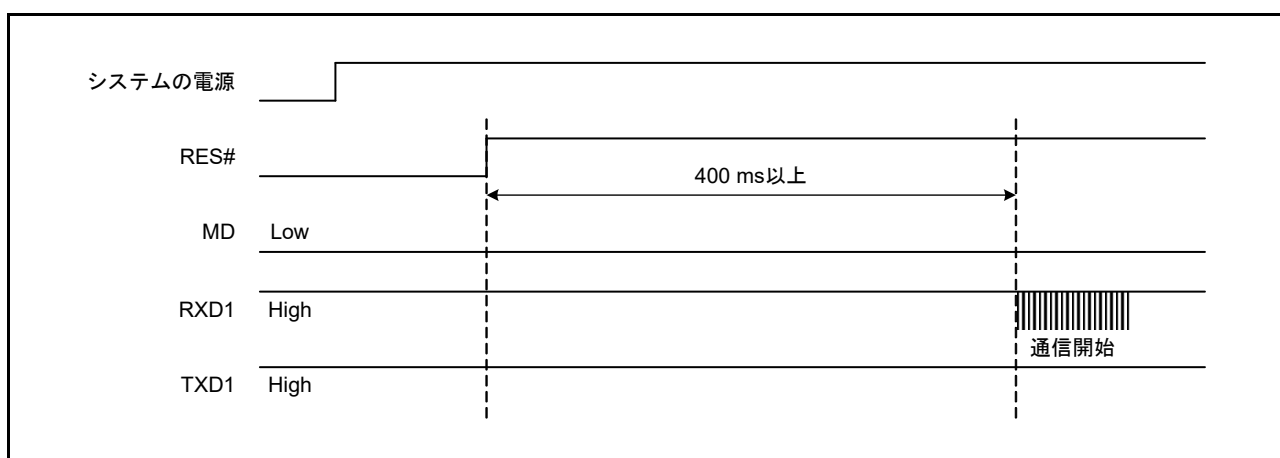 システムの電源
RES#
400 ms以上
MD Low
RXD1 High
通信開始
TXD1 High